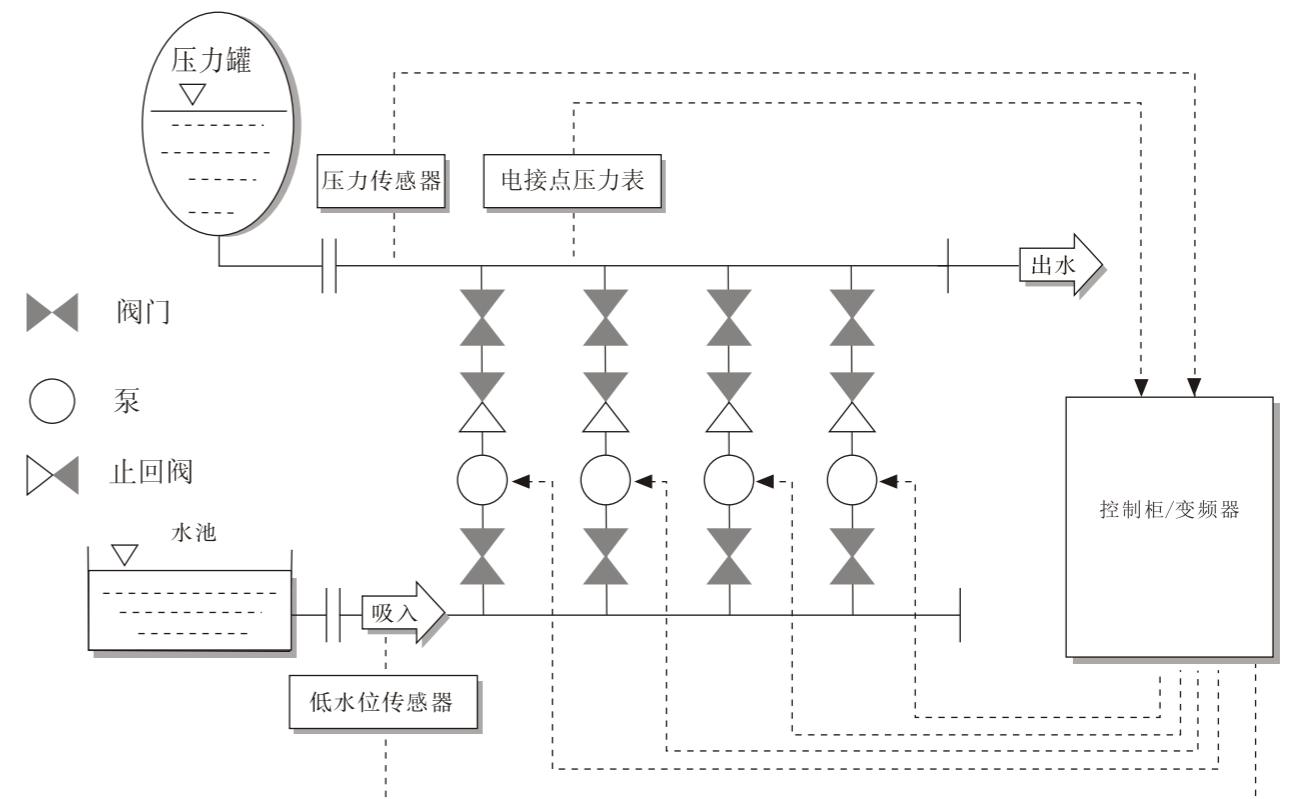 压力罐
压力传感器
电接点压力表
出水
阀门
泵
止回阀
控制柜/变频器
水池
吸入
低水位传感器